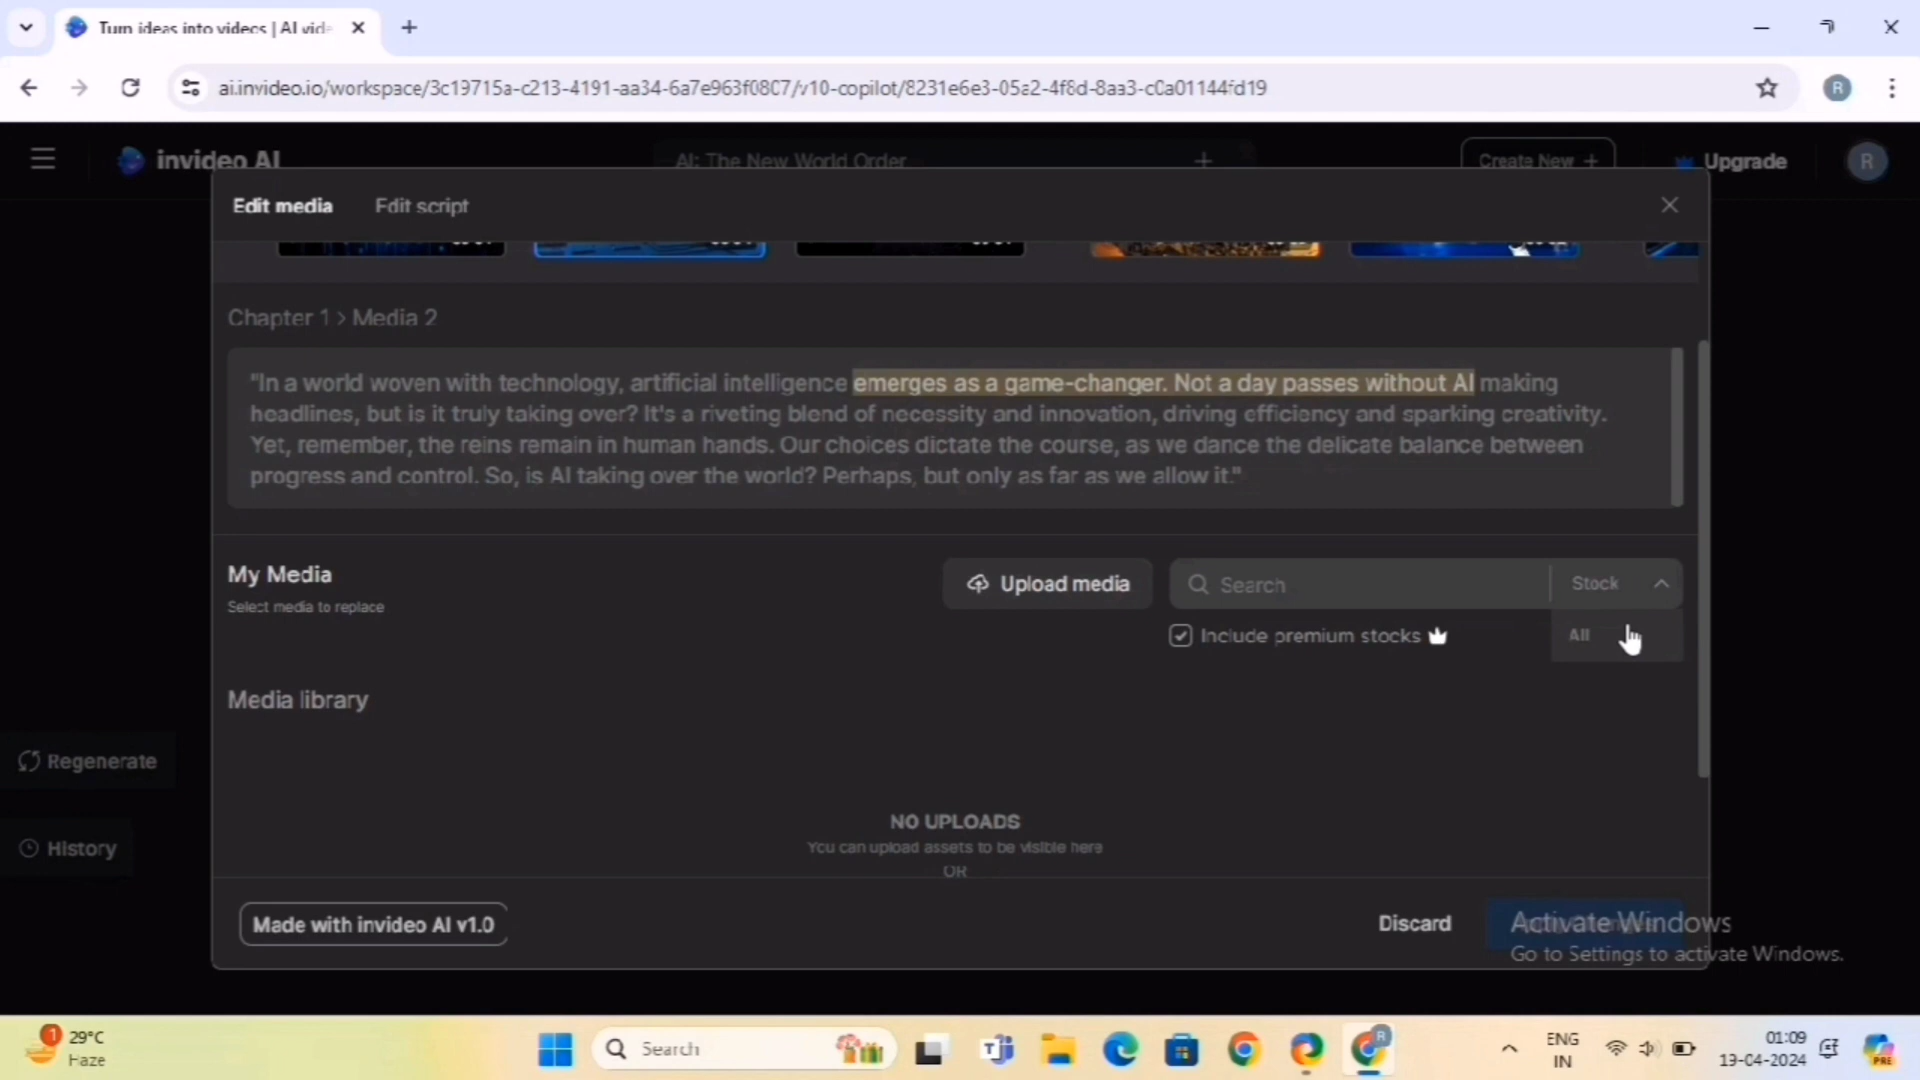 Turn ideas into videos | AI vid
ai.invideo.io/workspace/3c19715a-c213-4191-aa34-6a7e963f0807/v10-copilot/8231e6e3-05a2-4f8d-8aa3-c0a01144fd19
R
invideo AI
AI: The New World Order
Create New +
Upgrade
R
Edit media
Edit script
Chapter 1 > Media 2
"In a world woven with technology, artificial intelligence emerges as a game-changer. Not a day passes without AI making
headlines, but is it truly taking over? It's a riveting blend of necessity and innovation, driving efficiency and sparking creativity.
Yet, remember, the reins remain in human hands. Our choices dictate the course, as we dance the delicate balance between
progress and control. So, is AI taking over the world? Perhaps, but only as far as we allow it."
My Media
Select media to replace
Upload media
Search
Stock
Include premium stocks
All
Media library
Regenerate
NO UPLOADS
You can upload assets to be visible here
OR
History
Made with invideo AI v1.0
Discard
Activate Windows
Go to Settings to activate Windows.
1
29°C
Haze
Search
R
ENG
IN
01:09
19-04-2024
PRE